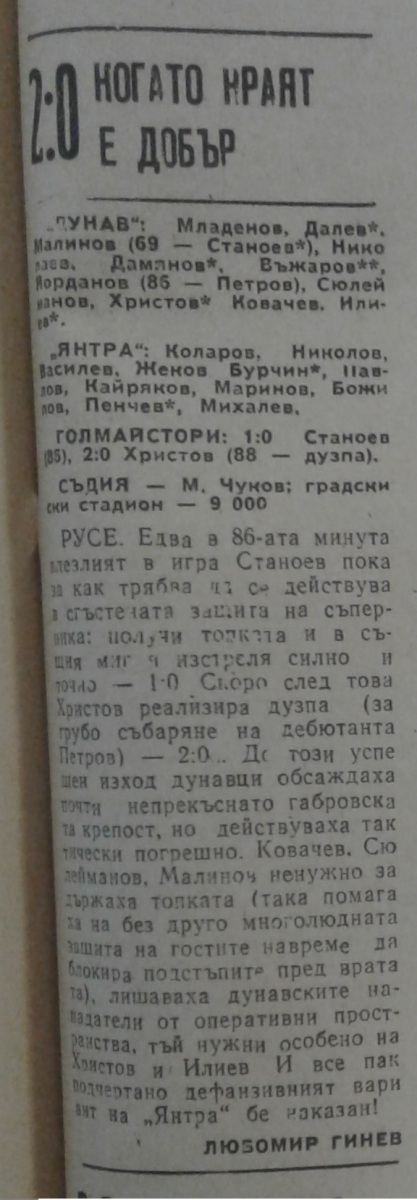 2:0 КОГАТО КРАЯТ
Е ДОБЪР
„ДУНАВ“: Младенов, Далев*,
Малинов (69 — Станоев*), Нико
лаев, Дамянов*, Въжаров**,
Йорданов (86 — Петров), Сюлей
манов, Христов* Ковачев, Или-
ев*.
„ЯНТРА“: Коларов, Николов,
Василев, Жеков Бурчин*, Пав-
лов, Кайряков, Маринов, Божи
лов, Пенчев*, Михалев.
ГОЛМАЙСТОРИ: 1:0 Станоев
(86), 2:0 Христов (88 — дузпа).
СЪДИЯ — М. Чуков; градски
ски стадион — 9 000
РУСЕ. Едва в 86-ата минута
влезлият в игра Станоев пока
за как трябва да се действува
в сгъстената защита на съпер-
ника: получи топката и в съ-
щия миг я изстреля силно и
точно — 1:0 Скоро след това
Христов реализира дузпа (за
грубо събаряне на дебютанта
Петров) — 2:0... До този успе
шен изход дунавци обсаждаха
почти непрекъснато габровска
та крепост, но действуваха так
тически погрешно. Ковачев, Сю
лейманов, Малинов ненужно за
държаха топката (така помага
ха на без друго многолюдната
защита на гостите навреме да
блокира подстъпите пред врата
та), лишаваха дунавските на-
падатели от оперативни прост-
ранства, тъй нужни особено на
Христов и Илиев И все пак
подчертано дефанзивният вари
ант на „Янтра“ бе наказан!
ЛЮБОМИР ГИНЕВ